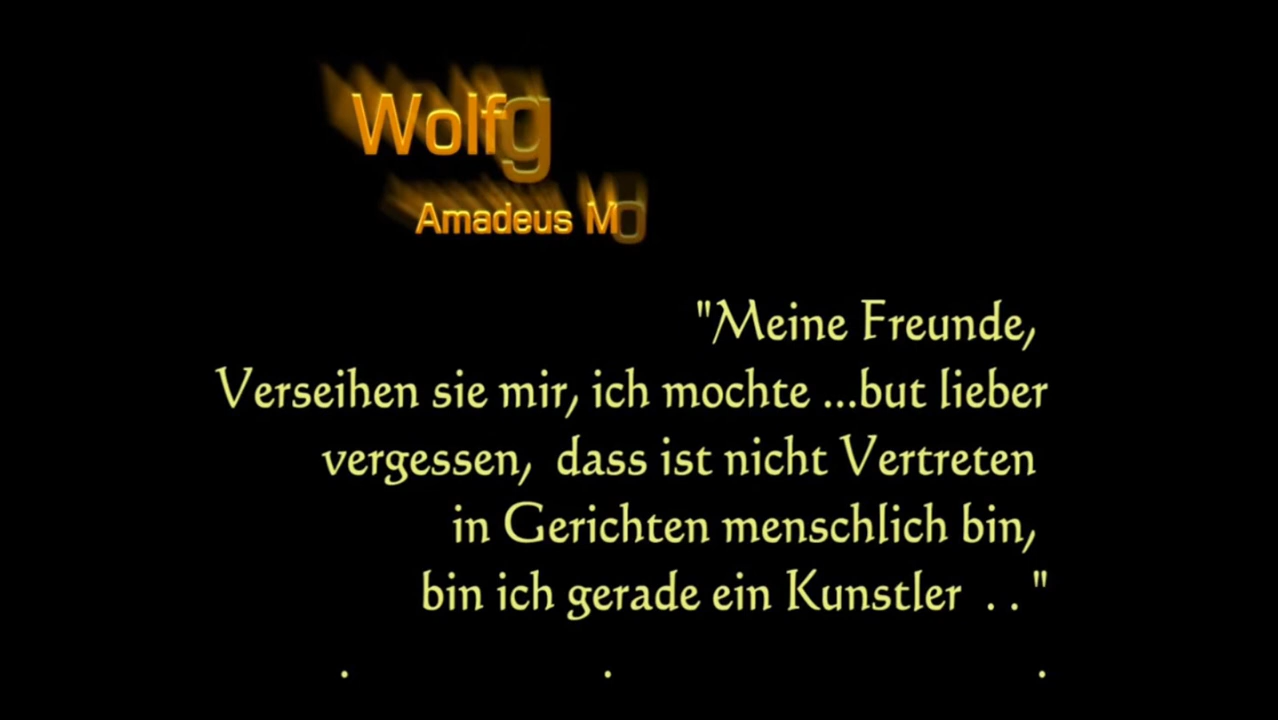 Wolfg
Amadeus Mo
"Meine Freunde,
Verseihen sie mir, ich mochte ...but lieber
vergessen, dass ist nicht Vertreten
in Gerichten menschlich bin,
bin ich gerade ein Kunstler . . "
. . .